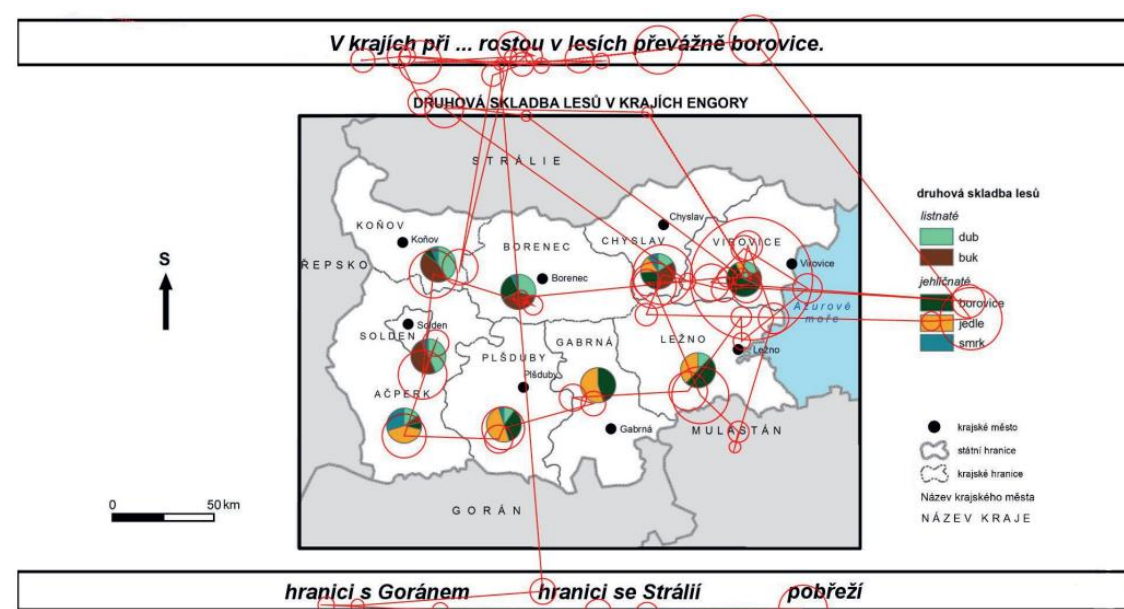 V krajích při ... rostou v lesích převážně borovice.
DRUHOVÁ SKLADBA LESŮ V KRAJÍCH ENGORY
STRÁLIE
KOŇOV
Koňov
BORENEC
Borenec
CHYSLAV
Chyslav
VIROVICE
Virovice
ŘEPSKO
S
Azurové
moře
SOLDEN
Solden
PLŠDUBY
Plšduby
GABRNÁ
Gabrná
LEŽNO
Ležno
AČPERK
MULASTÁN
GORÁN
0 50 km
druhová skladba lesů
listnaté
dub
buk
jehličnaté
borovice
jedle
smrk
krajské město
státní hranice
krajské hranice
Název krajského města
NÁZEV KRAJE
hranici s Goránem hranici se Strálií pobřeží